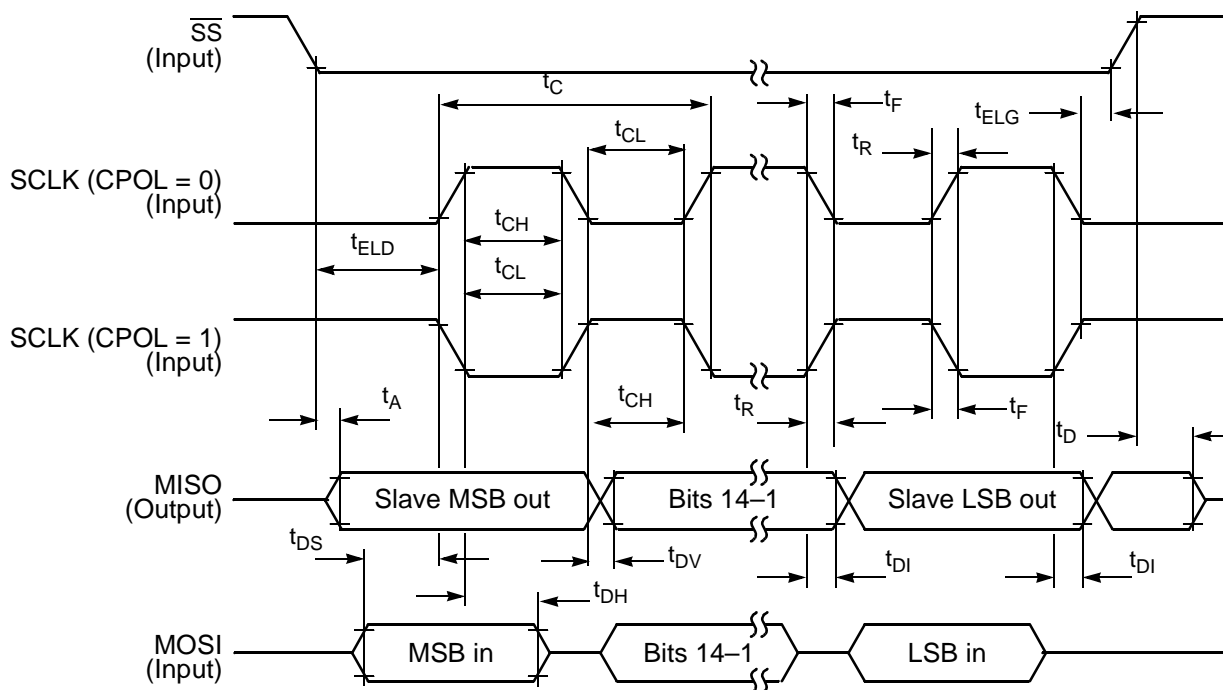 SS
(Input)
tC
tF
tELG
tCL
tR
SCLK (CPOL = 0)
(Input)
tCH
tELD
tCL
SCLK (CPOL = 1)
(Input)
tA
tCH
tR
tF
tD
MISO
(Output)
Slave MSB out
Bits 14–1
Slave LSB out
tDS
tDV
tDI
tDI
tDH
MOSI
(Input)
MSB in
Bits 14–1
LSB in